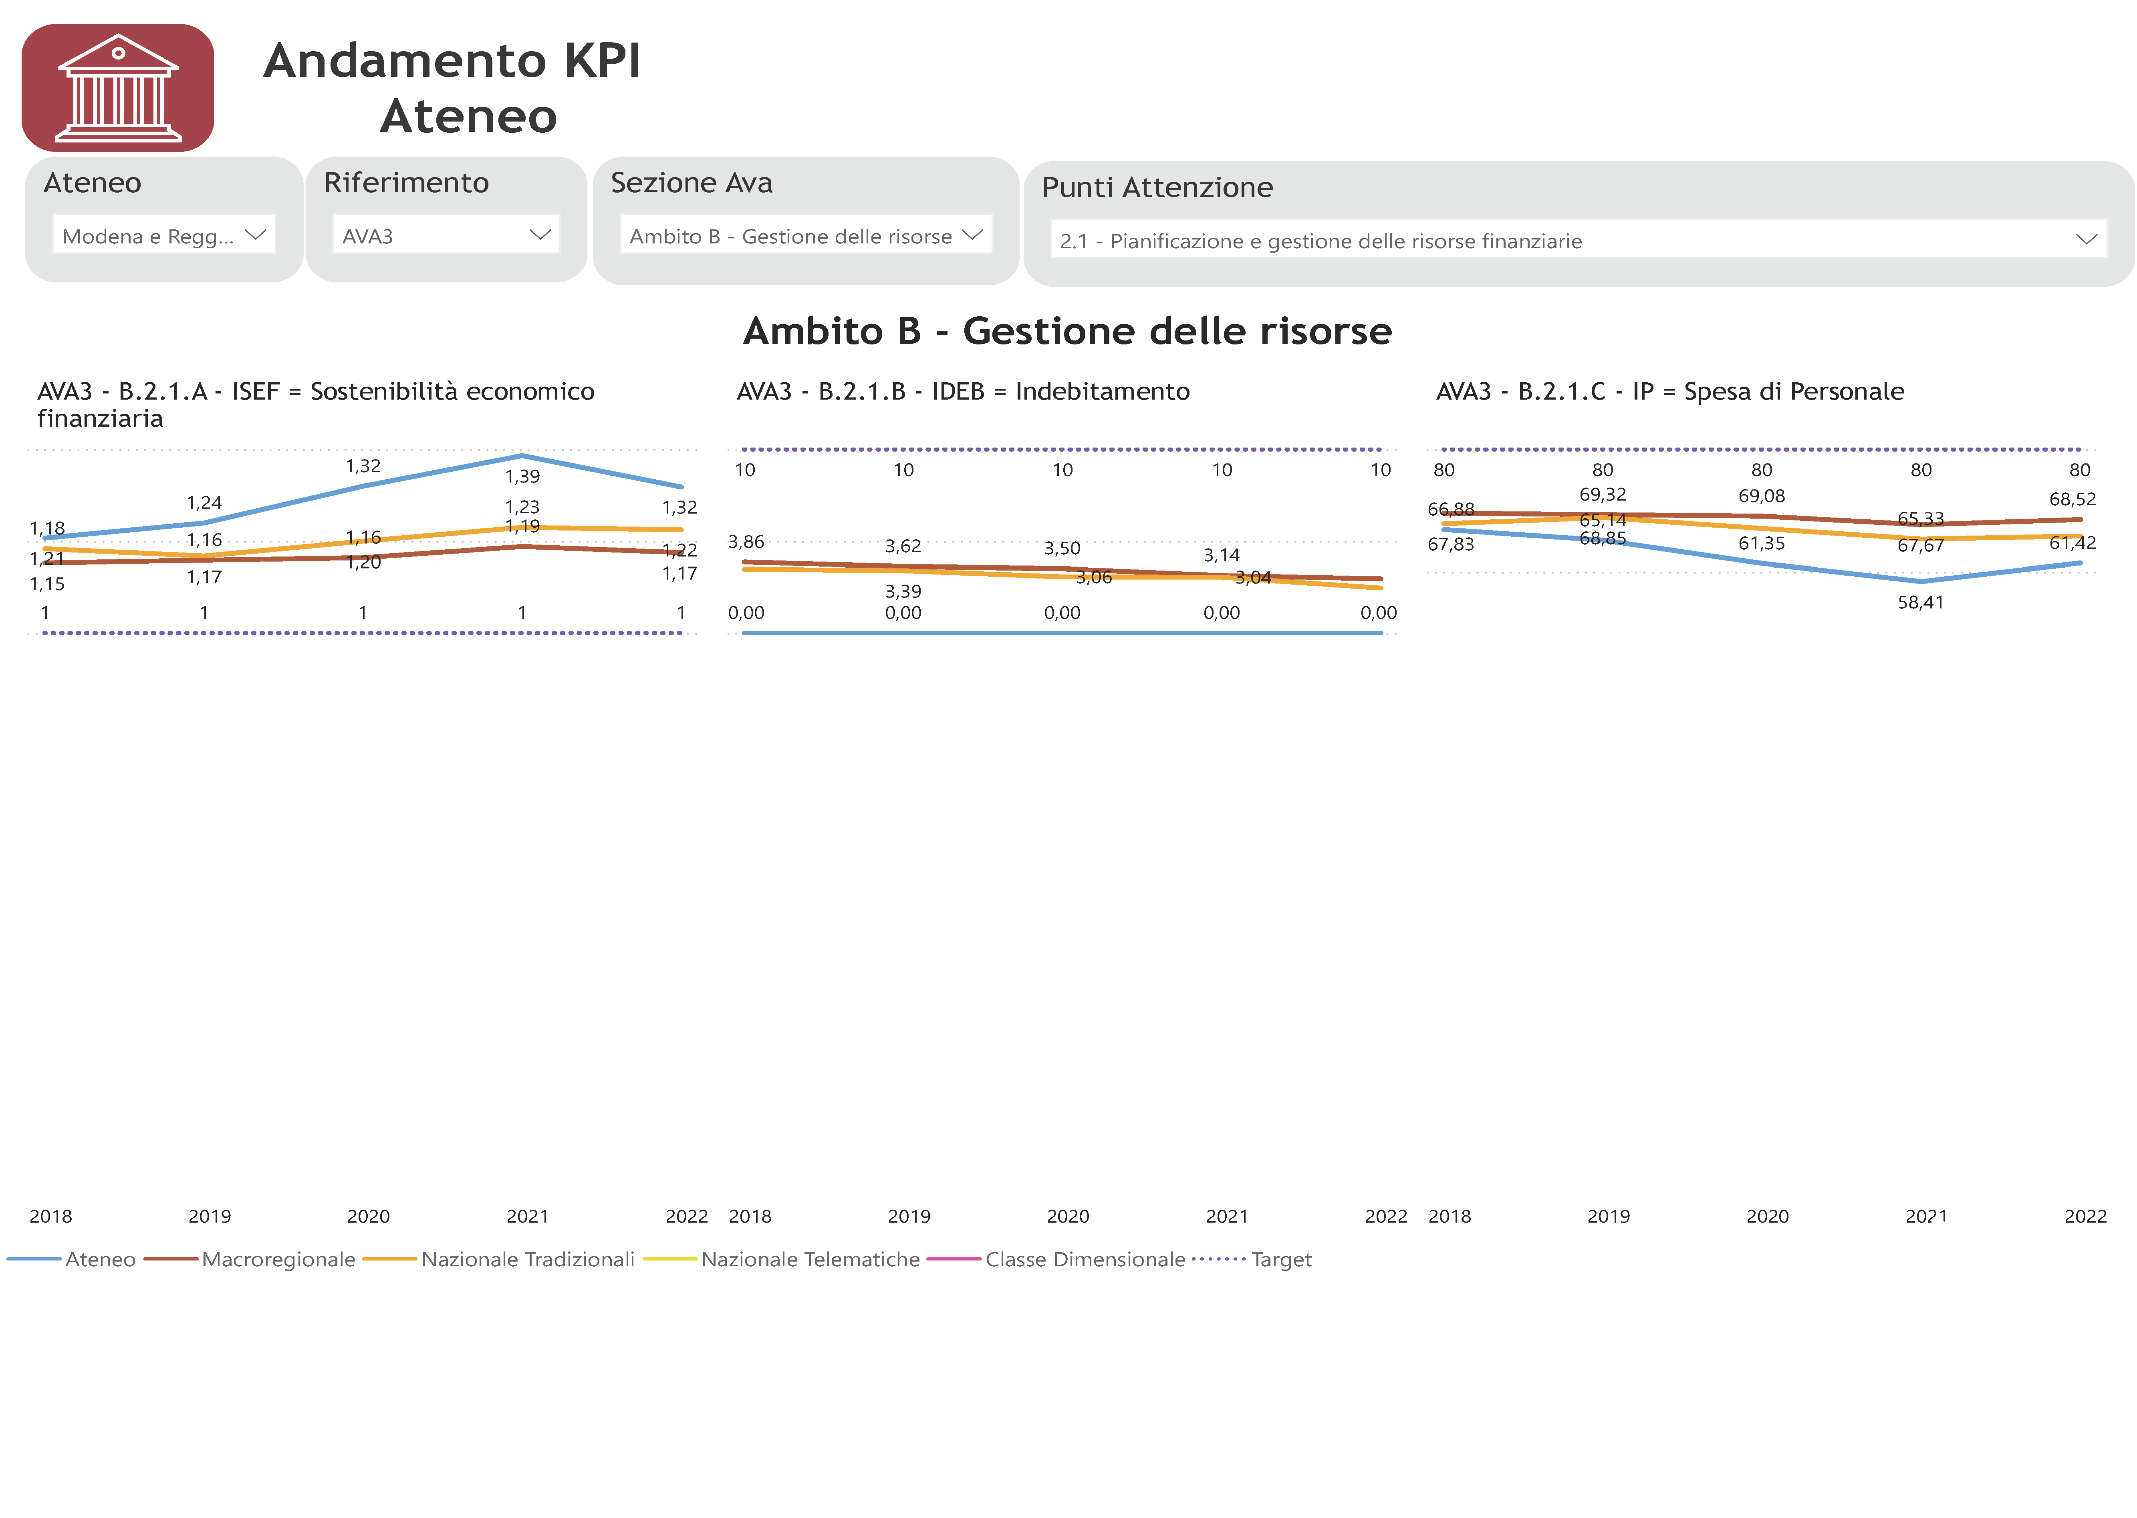 Andamento KPI
Ateneo
Ateneo
Riferimento
Sezione Ava
Punti Attenzione
Modena e Regg...
AVA3
Ambito B - Gestione delle risorse
2.1 - Pianificazione e gestione delle risorse finanziarie
Ambito B - Gestione delle risorse
AVA3 - B.2.1.A - ISEF = Sostenibilità economico
finanziaria
1,32
1,39
1,24
1,23
1,32
1,18
1,19
1,16
1,16
1,21
1,20
1,22
1,15
1,17
1,17
1 1 1 1 1
2018 2019 2020 2021 2022
AVA3 - B.2.1.B - IDEB = Indebitamento
10 10 10 10 10
3,86 3,62 3,50 3,14
3,39 3,06 3,04
0,00 0,00 0,00 0,00 0,00
2018 2019 2020 2021 2022
AVA3 - B.2.1.C - IP = Spesa di Personale
80 80 80 80 80
66,88 69,32 69,08 65,33 68,52
65,14
67,83 68,85 61,35 67,67 61,42
58,41
2018 2019 2020 2021 2022
Ateneo Macroregionale Nazionale Tradizionali Nazionale Telematiche Classe Dimensionale Target